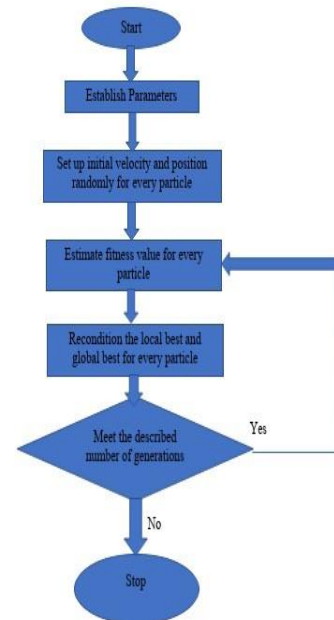 Start
Establish Parameters
Set up initial velocity and position
randomly for every particle
Estimate fitness value for every
particle
Recondition the local best and
global best for every particle
Meet the described
number of generations
Yes
No
Stop